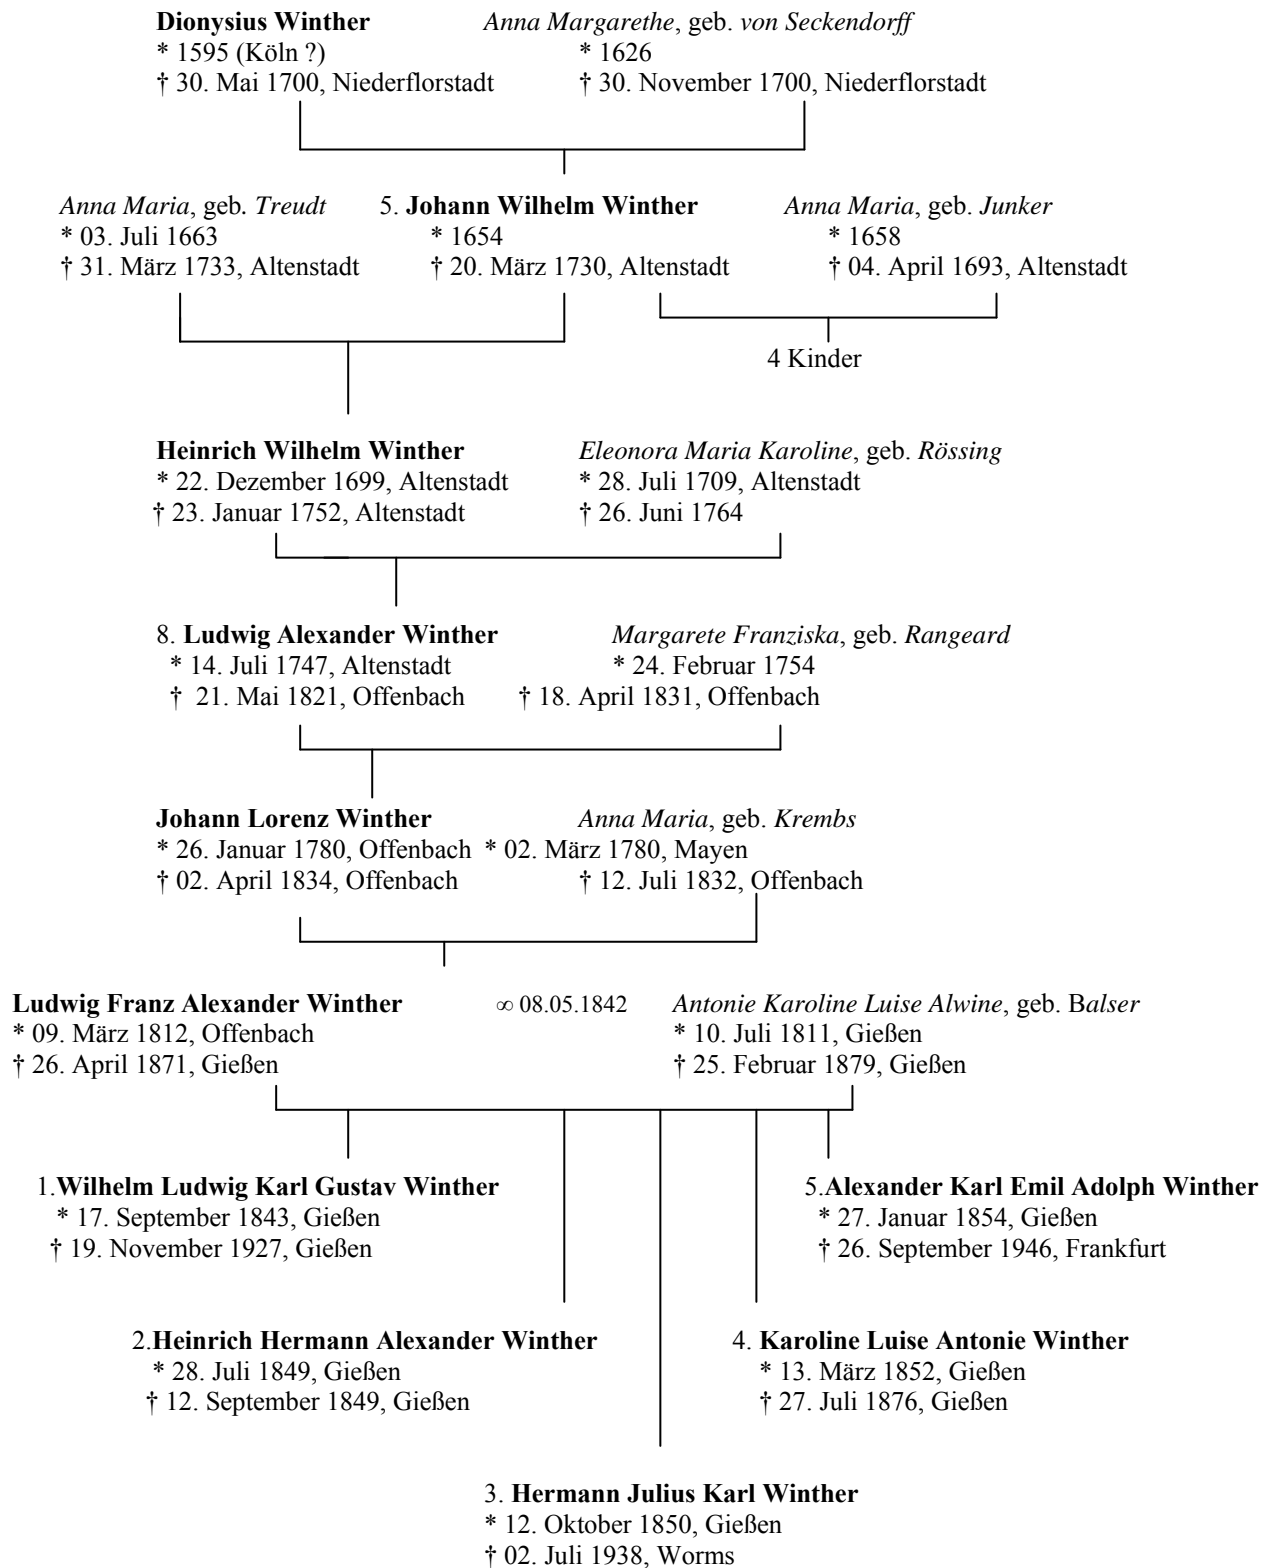 Dionysius Winther Anna Margarethe, geb. von Seckendorff
* 1595 (Köln ?) * 1626
† 30. Mai 1700, Niederflorstadt † 30. November 1700, Niederflorstadt
Anna Maria, geb. Treudt 5. Johann Wilhelm Winther Anna Maria, geb. Junker
* 03. Juli 1663 * 1654 * 1658
† 31. März 1733, Altenstadt † 20. März 1730, Altenstadt † 04. April 1693, Altenstadt
4 Kinder
Heinrich Wilhelm Winther Eleonora Maria Karoline, geb. Rössing
* 22. Dezember 1699, Altenstadt * 28. Juli 1709, Altenstadt
† 23. Januar 1752, Altenstadt † 26. Juni 1764
8. Ludwig Alexander Winther Margarete Franziska, geb. Rangeard
* 14. Juli 1747, Altenstadt * 24. Februar 1754
† 21. Mai 1821, Offenbach † 18. April 1831, Offenbach
Johann Lorenz Winther Anna Maria, geb. Krembs
* 26. Januar 1780, Offenbach * 02. März 1780, Mayen
† 02. April 1834, Offenbach † 12. Juli 1832, Offenbach
Ludwig Franz Alexander Winther ∞ 08.05.1842 Antonie Karoline Luise Alwine, geb. Balser
* 09. März 1812, Offenbach * 10. Juli 1811, Gießen
† 26. April 1871, Gießen † 25. Februar 1879, Gießen
1.Wilhelm Ludwig Karl Gustav Winther 5.Alexander Karl Emil Adolph Winther
* 17. September 1843, Gießen * 27. Januar 1854, Gießen
† 19. November 1927, Gießen † 26. September 1946, Frankfurt
2.Heinrich Hermann Alexander Winther 4. Karoline Luise Antonie Winther
* 28. Juli 1849, Gießen * 13. März 1852, Gießen
† 12. September 1849, Gießen † 27. Juli 1876, Gießen
3. Hermann Julius Karl Winther
* 12. Oktober 1850, Gießen
† 02. Juli 1938, Worms